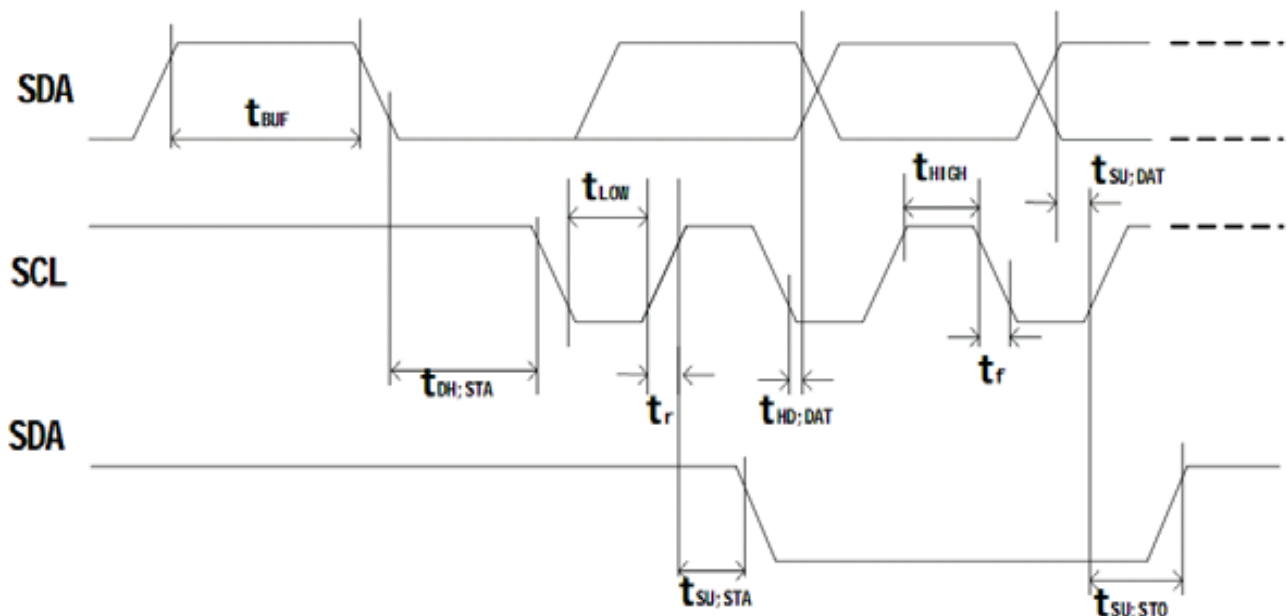 SDA
tBUF
tLOW
tHIGH
tSU;DAT
SCL
tDH;STA
tr
tHD;DAT
tf
SDA
tSU;STA
tSU;STO